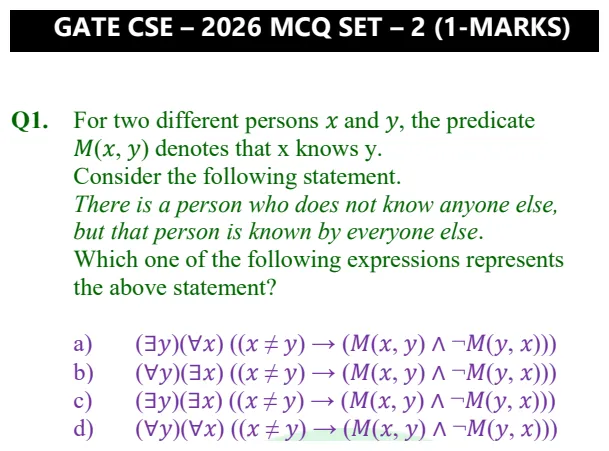 GATE CSE – 2026 MCQ SET – 2 (1-MARKS)
Q1. For two different persons 𝑥 and 𝑦, the predicate
𝑀(𝑥, 𝑦) denotes that x knows y.
Consider the following statement.
There is a person who does not know anyone else,
but that person is known by everyone else.
Which one of the following expressions represents
the above statement?
a) (∃𝑦)(∀𝑥) ((𝑥 ≠ 𝑦) → (𝑀(𝑥, 𝑦) ∧ ¬𝑀(𝑦, 𝑥)))
b) (∀𝑦)(∃𝑥) ((𝑥 ≠ 𝑦) → (𝑀(𝑥, 𝑦) ∧ ¬𝑀(𝑦, 𝑥)))
c) (∃𝑦)(∃𝑥) ((𝑥 ≠ 𝑦) → (𝑀(𝑥, 𝑦) ∧ ¬𝑀(𝑦, 𝑥)))
d) (∀𝑦)(∀𝑥) ((𝑥 ≠ 𝑦) → (𝑀(𝑥, 𝑦) ∧ ¬𝑀(𝑦, 𝑥)))